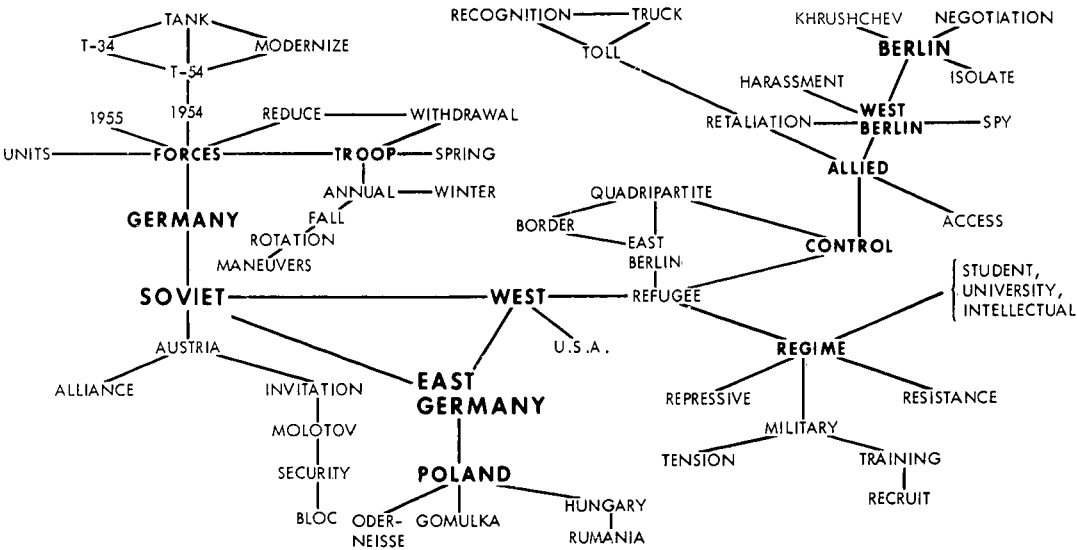 TANK
T-34
MODERNIZE
T-54
RECOGNITION
TRUCK
TOLL
KHRUSHCHEV
NEGOTIATION
BERLIN
ISOLATE
HARASSMENT
WEST
BERLIN
RETALIATION
SPY
1955
1954
REDUCE
WITHDRAWAL
UNITS
FORCES
TROOP
SPRING
ALLIED
ANNUAL
WINTER
QUADRIPARTITE
GERMANY
FALL
BORDER
ACCESS
ROTATION
EAST
BERLIN
CONTROL
MANEUVERS
STUDENT,
UNIVERSITY,
INTELLECTUAL
SOVIET
WEST
REFUGEE
AUSTRIA
U.S.A.
REGIME
ALLIANCE
INVITATION
EAST
GERMANY
REPRESSIVE
RESISTANCE
MOLOTOV
MILITARY
SECURITY
POLAND
TENSION
TRAINING
RECRUIT
BLOC
ODER-
NEISSE
GOMULKA
HUNGARY
RUMANIA